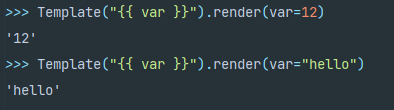 >>> Template("{{ var }}").render(var=12)
'12'
>>> Template("{{ var }}").render(var="hello")
'hello'